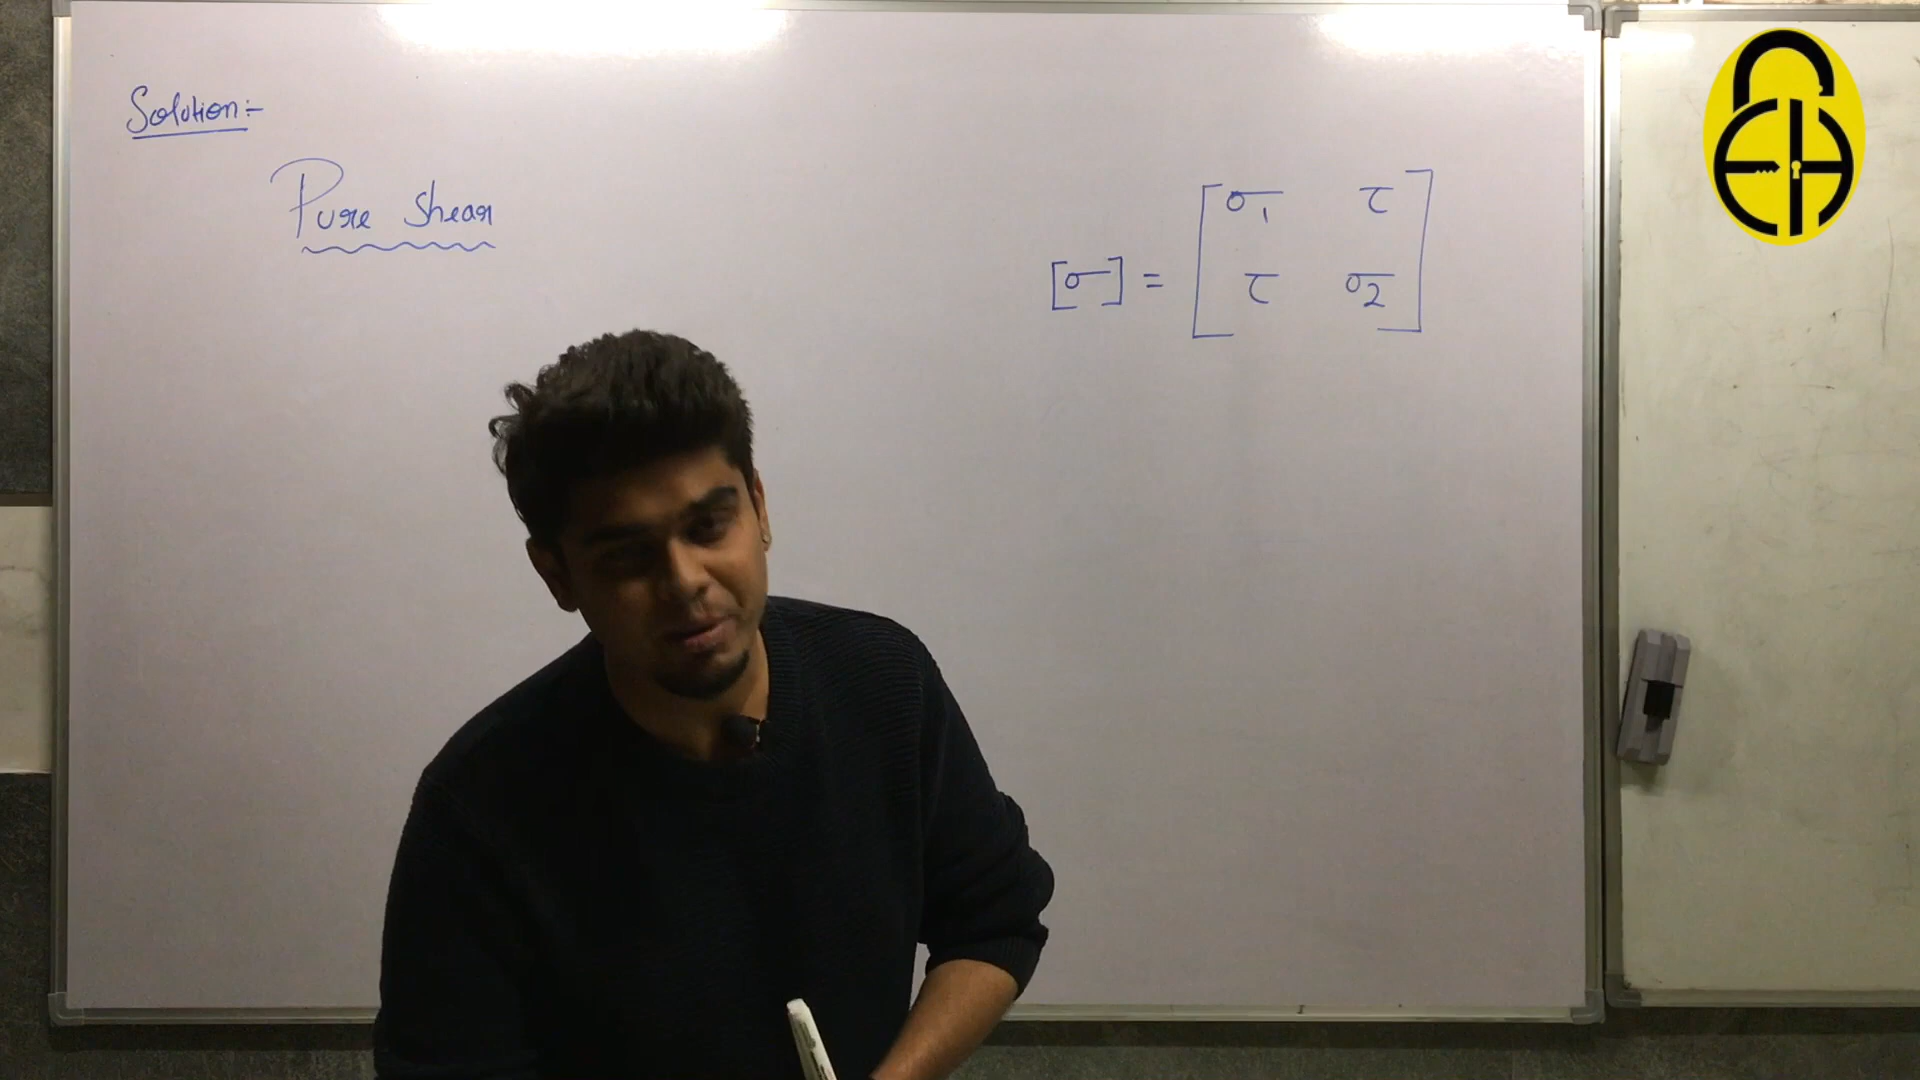 Solution:-
Pure shear
[σ] = [σ1 τ
τ σ2]